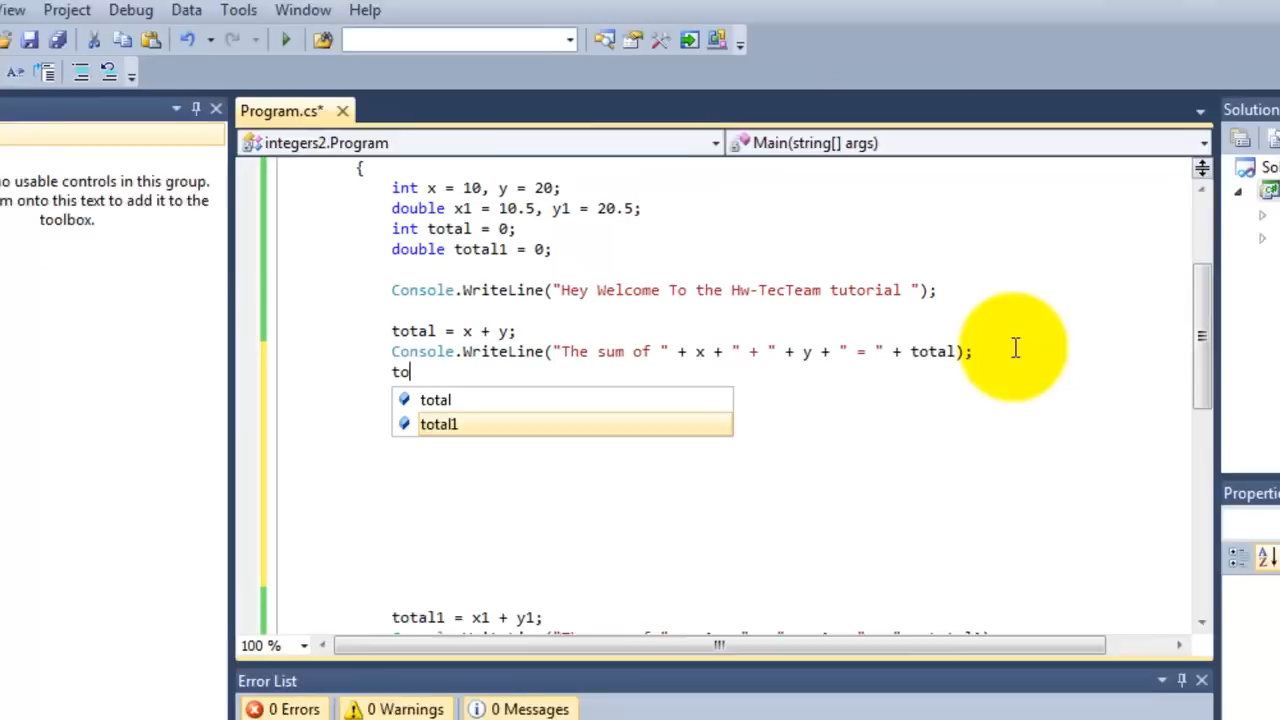 View Project Debug Data Tools Window Help
Program.cs*
Solution
integers2.Program
Main(string[] args)
{
no usable controls in this group.
onto this text to add it to the
toolbox.
int x = 10, y = 20;
double x1 = 10.5, y1 = 20.5;
int total = 0;
double total1 = 0;
Console.WriteLine("Hey Welcome To the Hw-TecTeam tutorial ");
total = x + y;
Console.WriteLine("The sum of " + x + " + " + y + " = " + total);
to
total
total1
total1 = x1 + y1;
100 %
Properti
Error List
0 Errors
0 Warnings
0 Messages